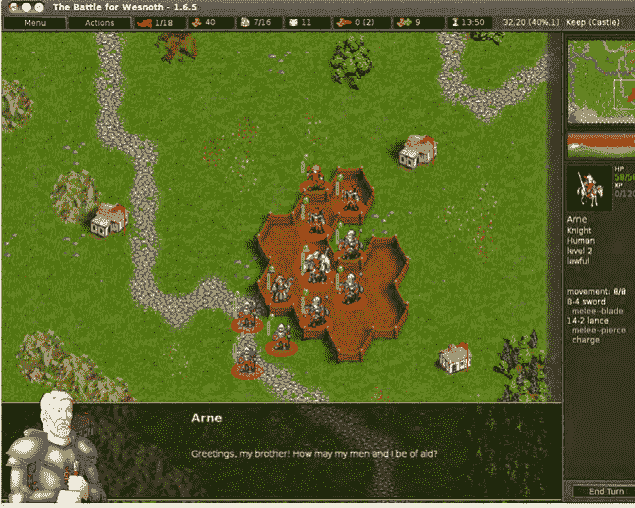 The Battle for Wesnoth - 1.6.5
Menu Actions 1/18 40 7/16 11 0 (2) 9 13:50 32,20 (40%,1) Keep (Castle)
HP
XP
Arne
Knight
Human
level 2
lawful
movement: 8/8
8-4 sword
melee-blade
14-2 lance
melee-pierce
charge
Arne
Greetings, my brother! How may my men and I be of aid?
End Turn